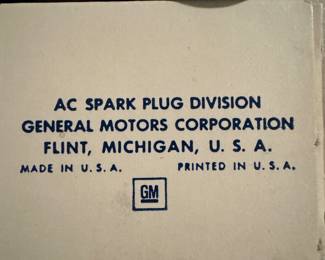 AC SPARK PLUG DIVISION
GENERAL MOTORS CORPORATION
FLINT, MICHIGAN, U. S. A.
MADE IN U. S. A. PRINTED IN U. S. A.
GM